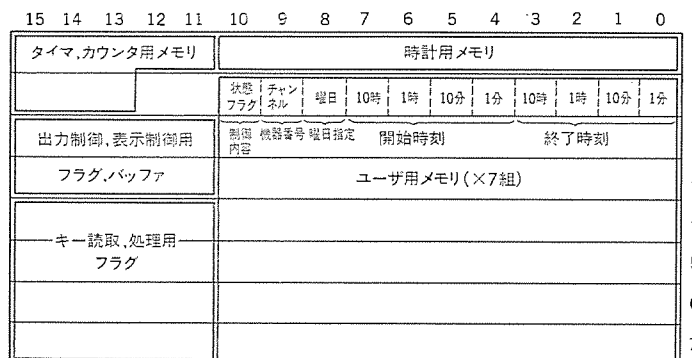 15 14 13 12 11 10 9 8 7 6 5 4 3 2 1 0
タイマ,カウンタ用メモリ 時計用メモリ
状態フラグ チャンネル 曜日 10時 1時 10分 1分 10時 1時 10分 1分
出力制御,表示制御用 制御内容 機器番号 曜日指定 開始時刻 終了時刻
フラグ,バッファ ユーザ用メモリ(×7組)
キー読取,処理用
フラグ